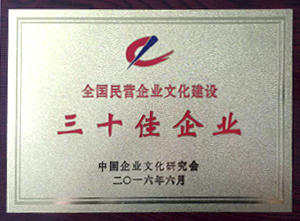 全国民营企业文化建设
三十佳企业
中国企业文化研究会
二〇一六年六月